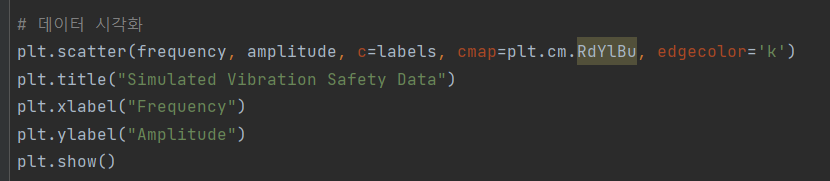 # 데이터 시각화
plt.scatter(frequency, amplitude, c=labels, cmap=plt.cm.RdYlBu, edgecolor='k')
plt.title("Simulated Vibration Safety Data")
plt.xlabel("Frequency")
plt.ylabel("Amplitude")
plt.show()